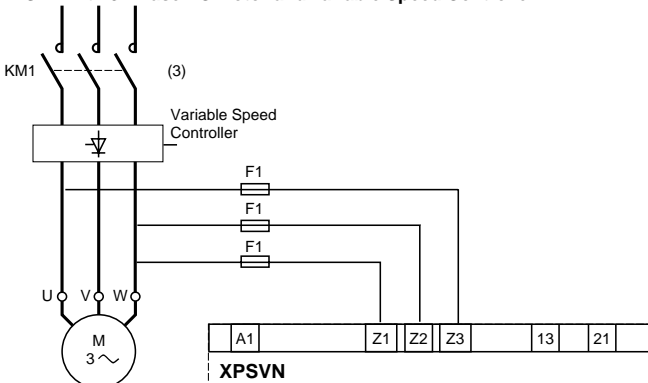 KM1 (3)
Variable Speed
Controller
F1
F1
F1
U V W
M
3
A1 Z1 Z2 Z3 13 21
XPSVN